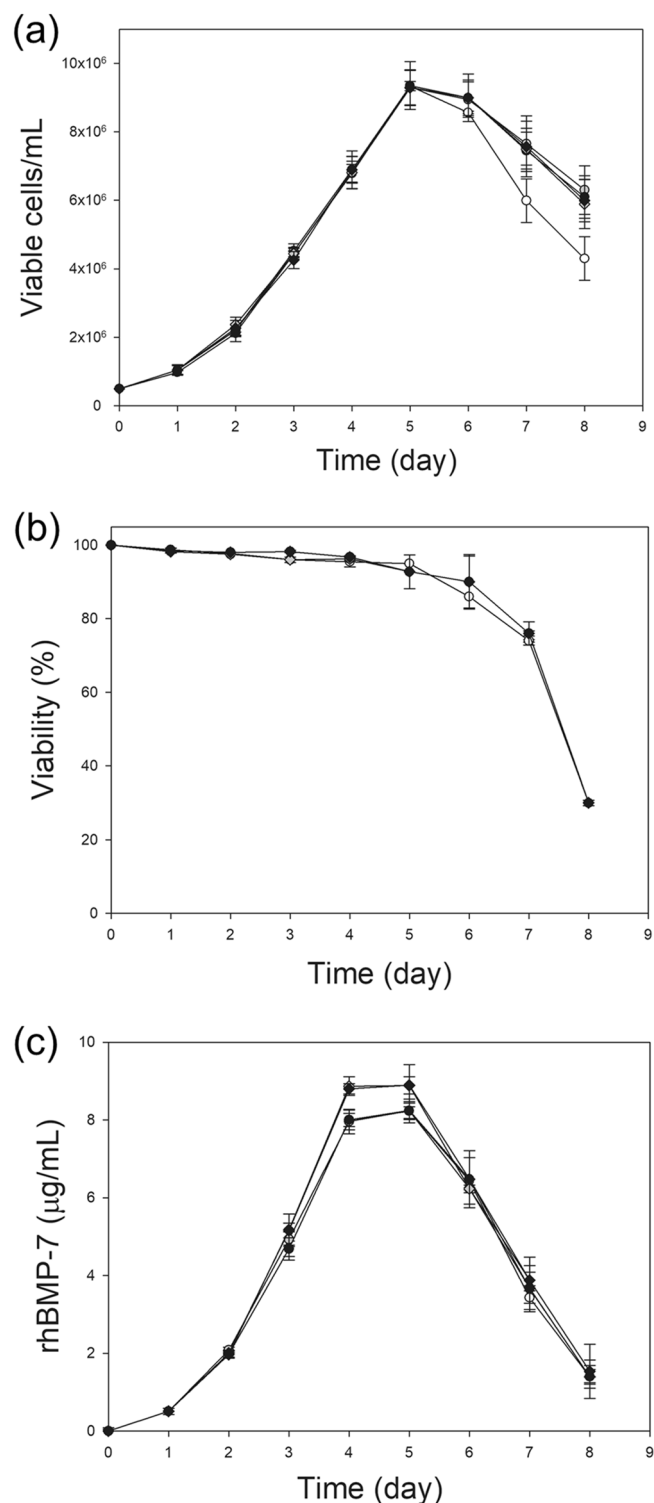 (a)
Viable cells/mL
10x10⁶
8x10⁶
6x10⁶
4x10⁶
2x10⁶
0
0 1 2 3 4 5 6 7 8 9
Time (day)
(b)
Viability (%)
100
80
60
40
20
0
0 1 2 3 4 5 6 7 8 9
Time (day)
(c)
rhBMP-7 (μg/mL)
10
8
6
4
2
0
0 1 2 3 4 5 6 7 8 9
Time (day)